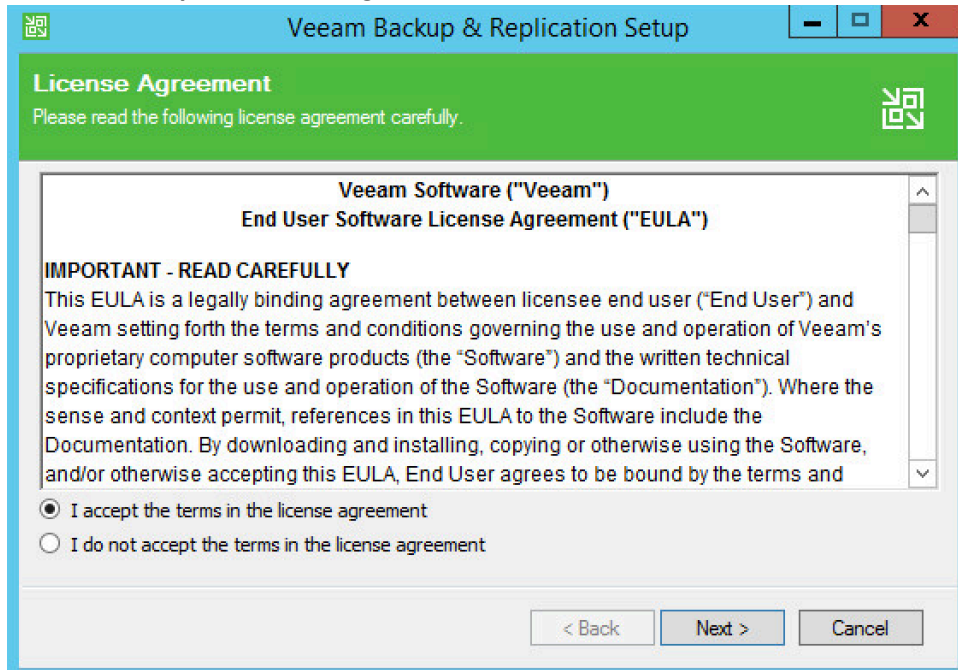 Veeam Backup & Replication Setup
License Agreement
Please read the following license agreement carefully.
Veeam Software ("Veeam")
End User Software License Agreement ("EULA")
IMPORTANT - READ CAREFULLY
This EULA is a legally binding agreement between licensee end user (“End User”) and
Veeam setting forth the terms and conditions governing the use and operation of Veeam’s
proprietary computer software products (the “Software”) and the written technical
specifications for the use and operation of the Software (the “Documentation”). Where the
sense and context permit, references in this EULA to the Software include the
Documentation. By downloading and installing, copying or otherwise using the Software,
and/or otherwise accepting this EULA, End User agrees to be bound by the terms and
I accept the terms in the license agreement
I do not accept the terms in the license agreement
< Back
Next >
Cancel